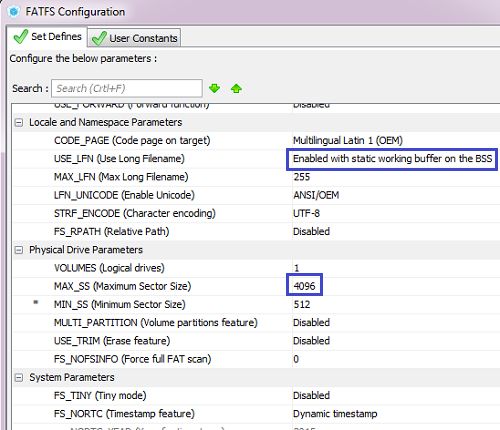 FATFS Configuration
Set Defines User Constants
Configure the below parameters :
Search : Search (Crtl+F)
USE_FORWARD (Forward function) Disabled
Locale and Namespace Parameters
CODE_PAGE (Code page on target) Multilingual Latin 1 (OEM)
USE_LFN (Use Long Filename) Enabled with static working buffer on the BSS
MAX_LFN (Max Long Filename) 255
LFN_UNICODE (Enable Unicode) ANSI/OEM
STRF_ENCODE (Character encoding) UTF-8
FS_RPATH (Relative Path) Disabled
Physical Drive Parameters
VOLUMES (Logical drives) 1
MAX_SS (Maximum Sector Size) 4096
* MIN_SS (Minimum Sector Size) 512
MULTI_PARTITION (Volume partitions feature) Disabled
USE_TRIM (Erase feature) Disabled
FS_NOFSINFO (Force full FAT scan) 0
System Parameters
FS_TINY (Tiny mode) Disabled
FS_NORTC (Timestamp feature) Dynamic timestamp
2015